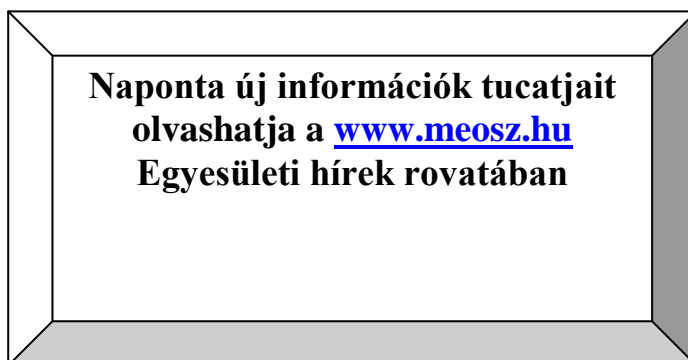 Naponta új információk tucatjait
olvashatja a www.meosz.hu
Egyesületi hírek rovatában